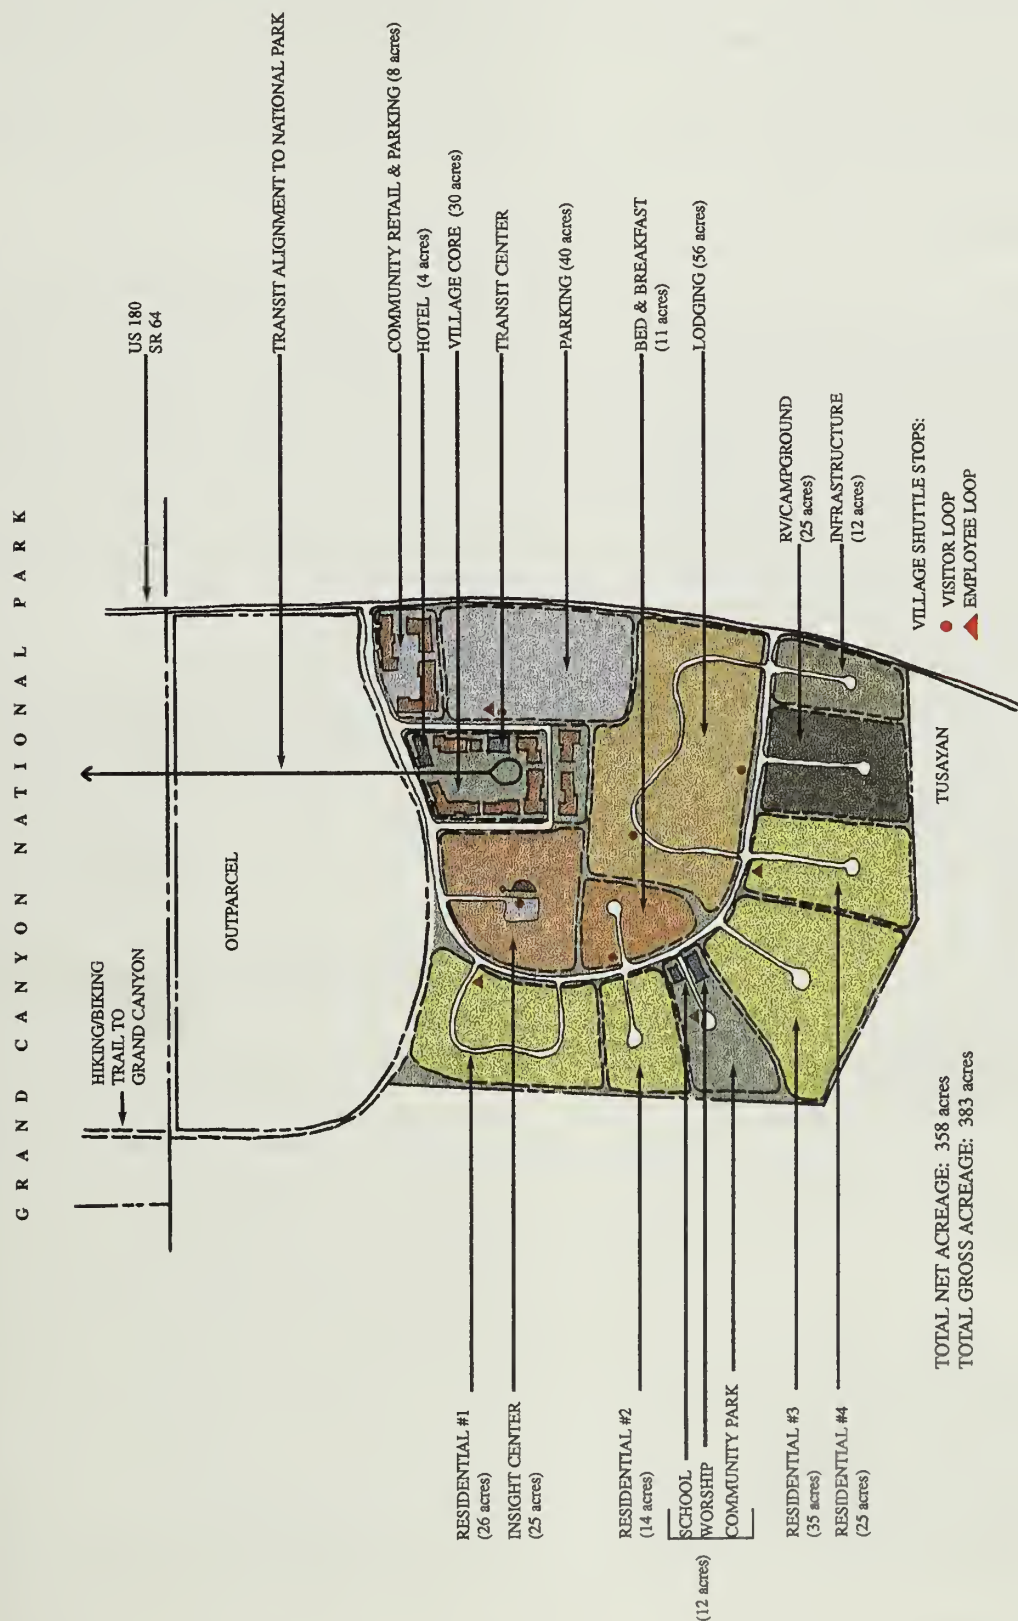 GRAND CANYON NATIONAL PARK
HIKING/BIKING
TRAIL TO
GRAND CANYON
US 180
SR 64
OUTPARCEL
TRANSIT ALIGNMENT TO NATIONAL PARK
COMMUNITY RETAIL & PARKING (8 acres)
HOTEL (4 acres)
VILLAGE CORE (30 acres)
TRANSIT CENTER
PARKING (40 acres)
BED & BREAKFAST
(11 acres)
LODGING (56 acres)
RV/CAMPGROUND
(25 acres)
INFRASTRUCTURE
(12 acres)
RESIDENTIAL #1
(26 acres)
INSIGHT CENTER
(25 acres)
RESIDENTIAL #2
(14 acres)
SCHOOL
WORSHIP
COMMUNITY PARK
(12 acres)
RESIDENTIAL #3
(35 acres)
RESIDENTIAL #4
(25 acres)
TUSAYAN
VILLAGE SHUTTLE STOPS:
VISITOR LOOP
EMPLOYEE LOOP
TOTAL NET ACREAGE: 358 acres
TOTAL GROSS ACREAGE: 383 acres